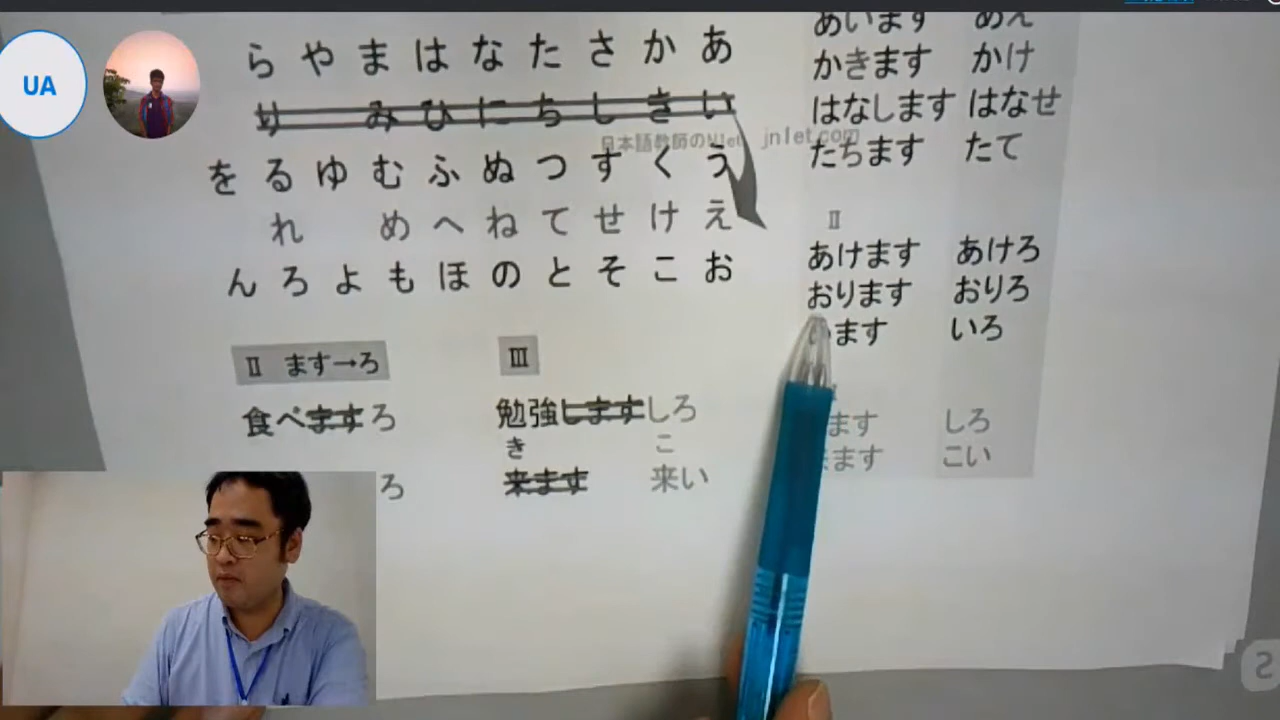 UA
らやまはなたさかあ
り みひにちしきい
日本語教師のN1et jn1et.com
をるゆむふぬつすくう
れ めへねてせけえ
んろよもほのとそこお
Ⅱ ます→ろ
食べますろ
ろ
Ⅲ
勉強しますしろ
き こ
来ます 来い
あいます あえ
かきます かけ
はなします はなせ
たちます たて
Ⅱ
あけます あけろ
おります おりろ
ます いろ
ます しろ
ます こい